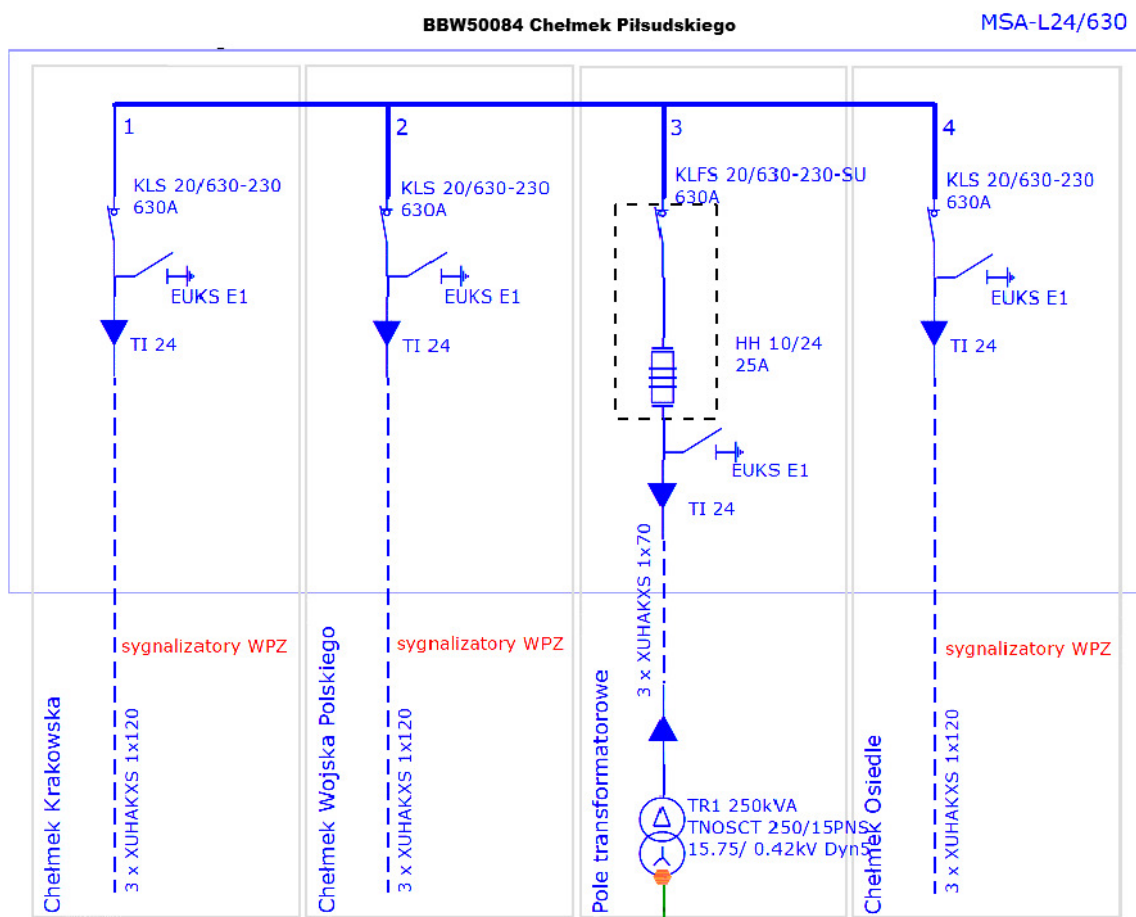 BBW50084 Chełmek Piłsudskiego
MSA-L24/630
1
KLS 20/630-230
630A
EUKS E1
TI 24
sygnalizatory WPZ
Chełmek Krakowska
3 x XUHAKXS 1x120
2
KLS 20/630-230
630A
EUKS E1
TI 24
sygnalizatory WPZ
Chełmek Wojska Polskiego
3 x XUHAKXS 1x120
3
KLFS 20/630-230-SU
630A
HH 10/24
25A
EUKS E1
TI 24
3 x XUHAKXS 1x70
Pole transformatorowe
TR1 250kVA
TNOSCT 250/15PNS
15.75/ 0.42kV Dyn5
4
KLFS 20/630-230
630A
EUKS E1
TI 24
sygnalizatory WPZ
Chełmek Osiedle
3 x XUHAKXS 1x120